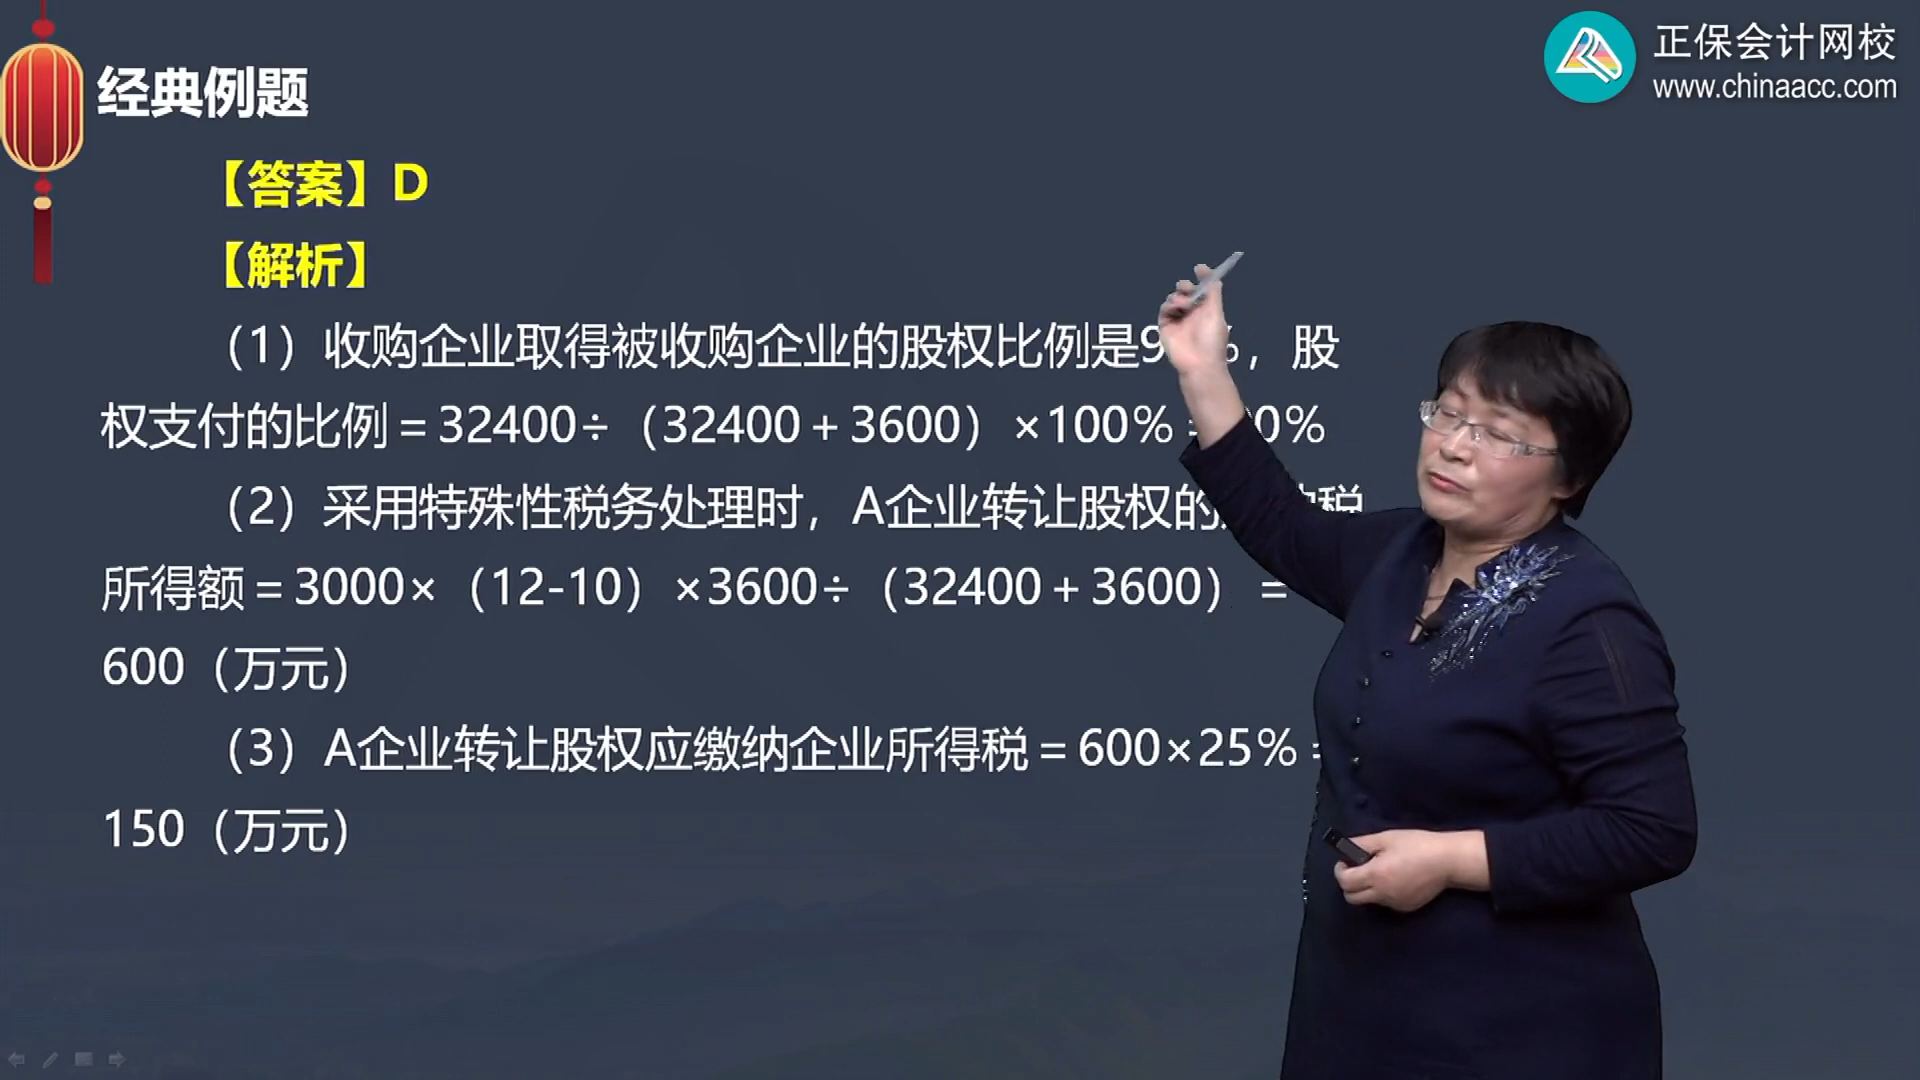 正保会计网校
www.chinaacc.com
经典例题
【答案】D
【解析】
（1）收购企业取得被收购企业的股权比例是9 %，股
权支付的比例＝32400÷（32400＋3600）×100% 0%
（2）采用特殊性税务处理时，A企业转让股权的 税
所得额＝3000×（12-10）×3600÷（32400＋3600）＝
600（万元）
（3）A企业转让股权应缴纳企业所得税＝600×25%＝
150（万元）